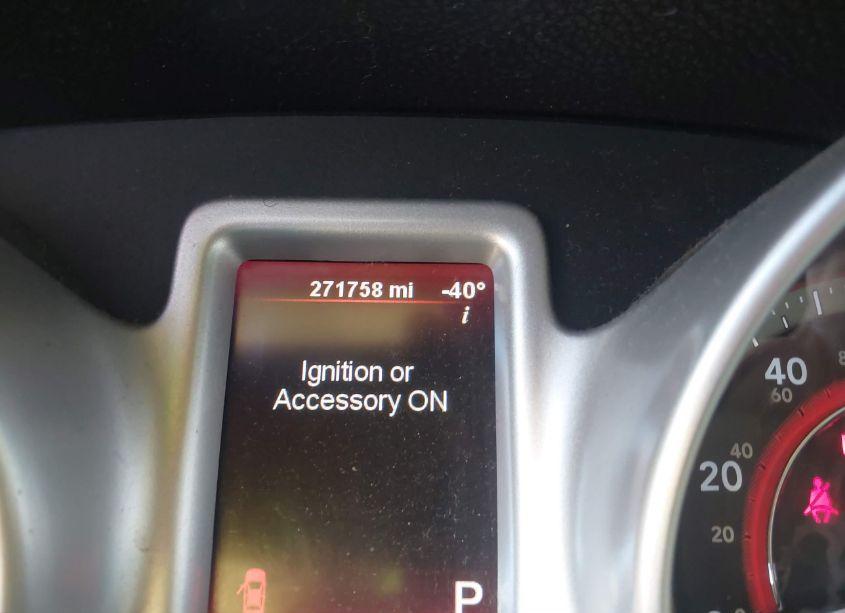 271758 mi -40°
i
Ignition or
Accessory ON
P
40
60
40
20
20